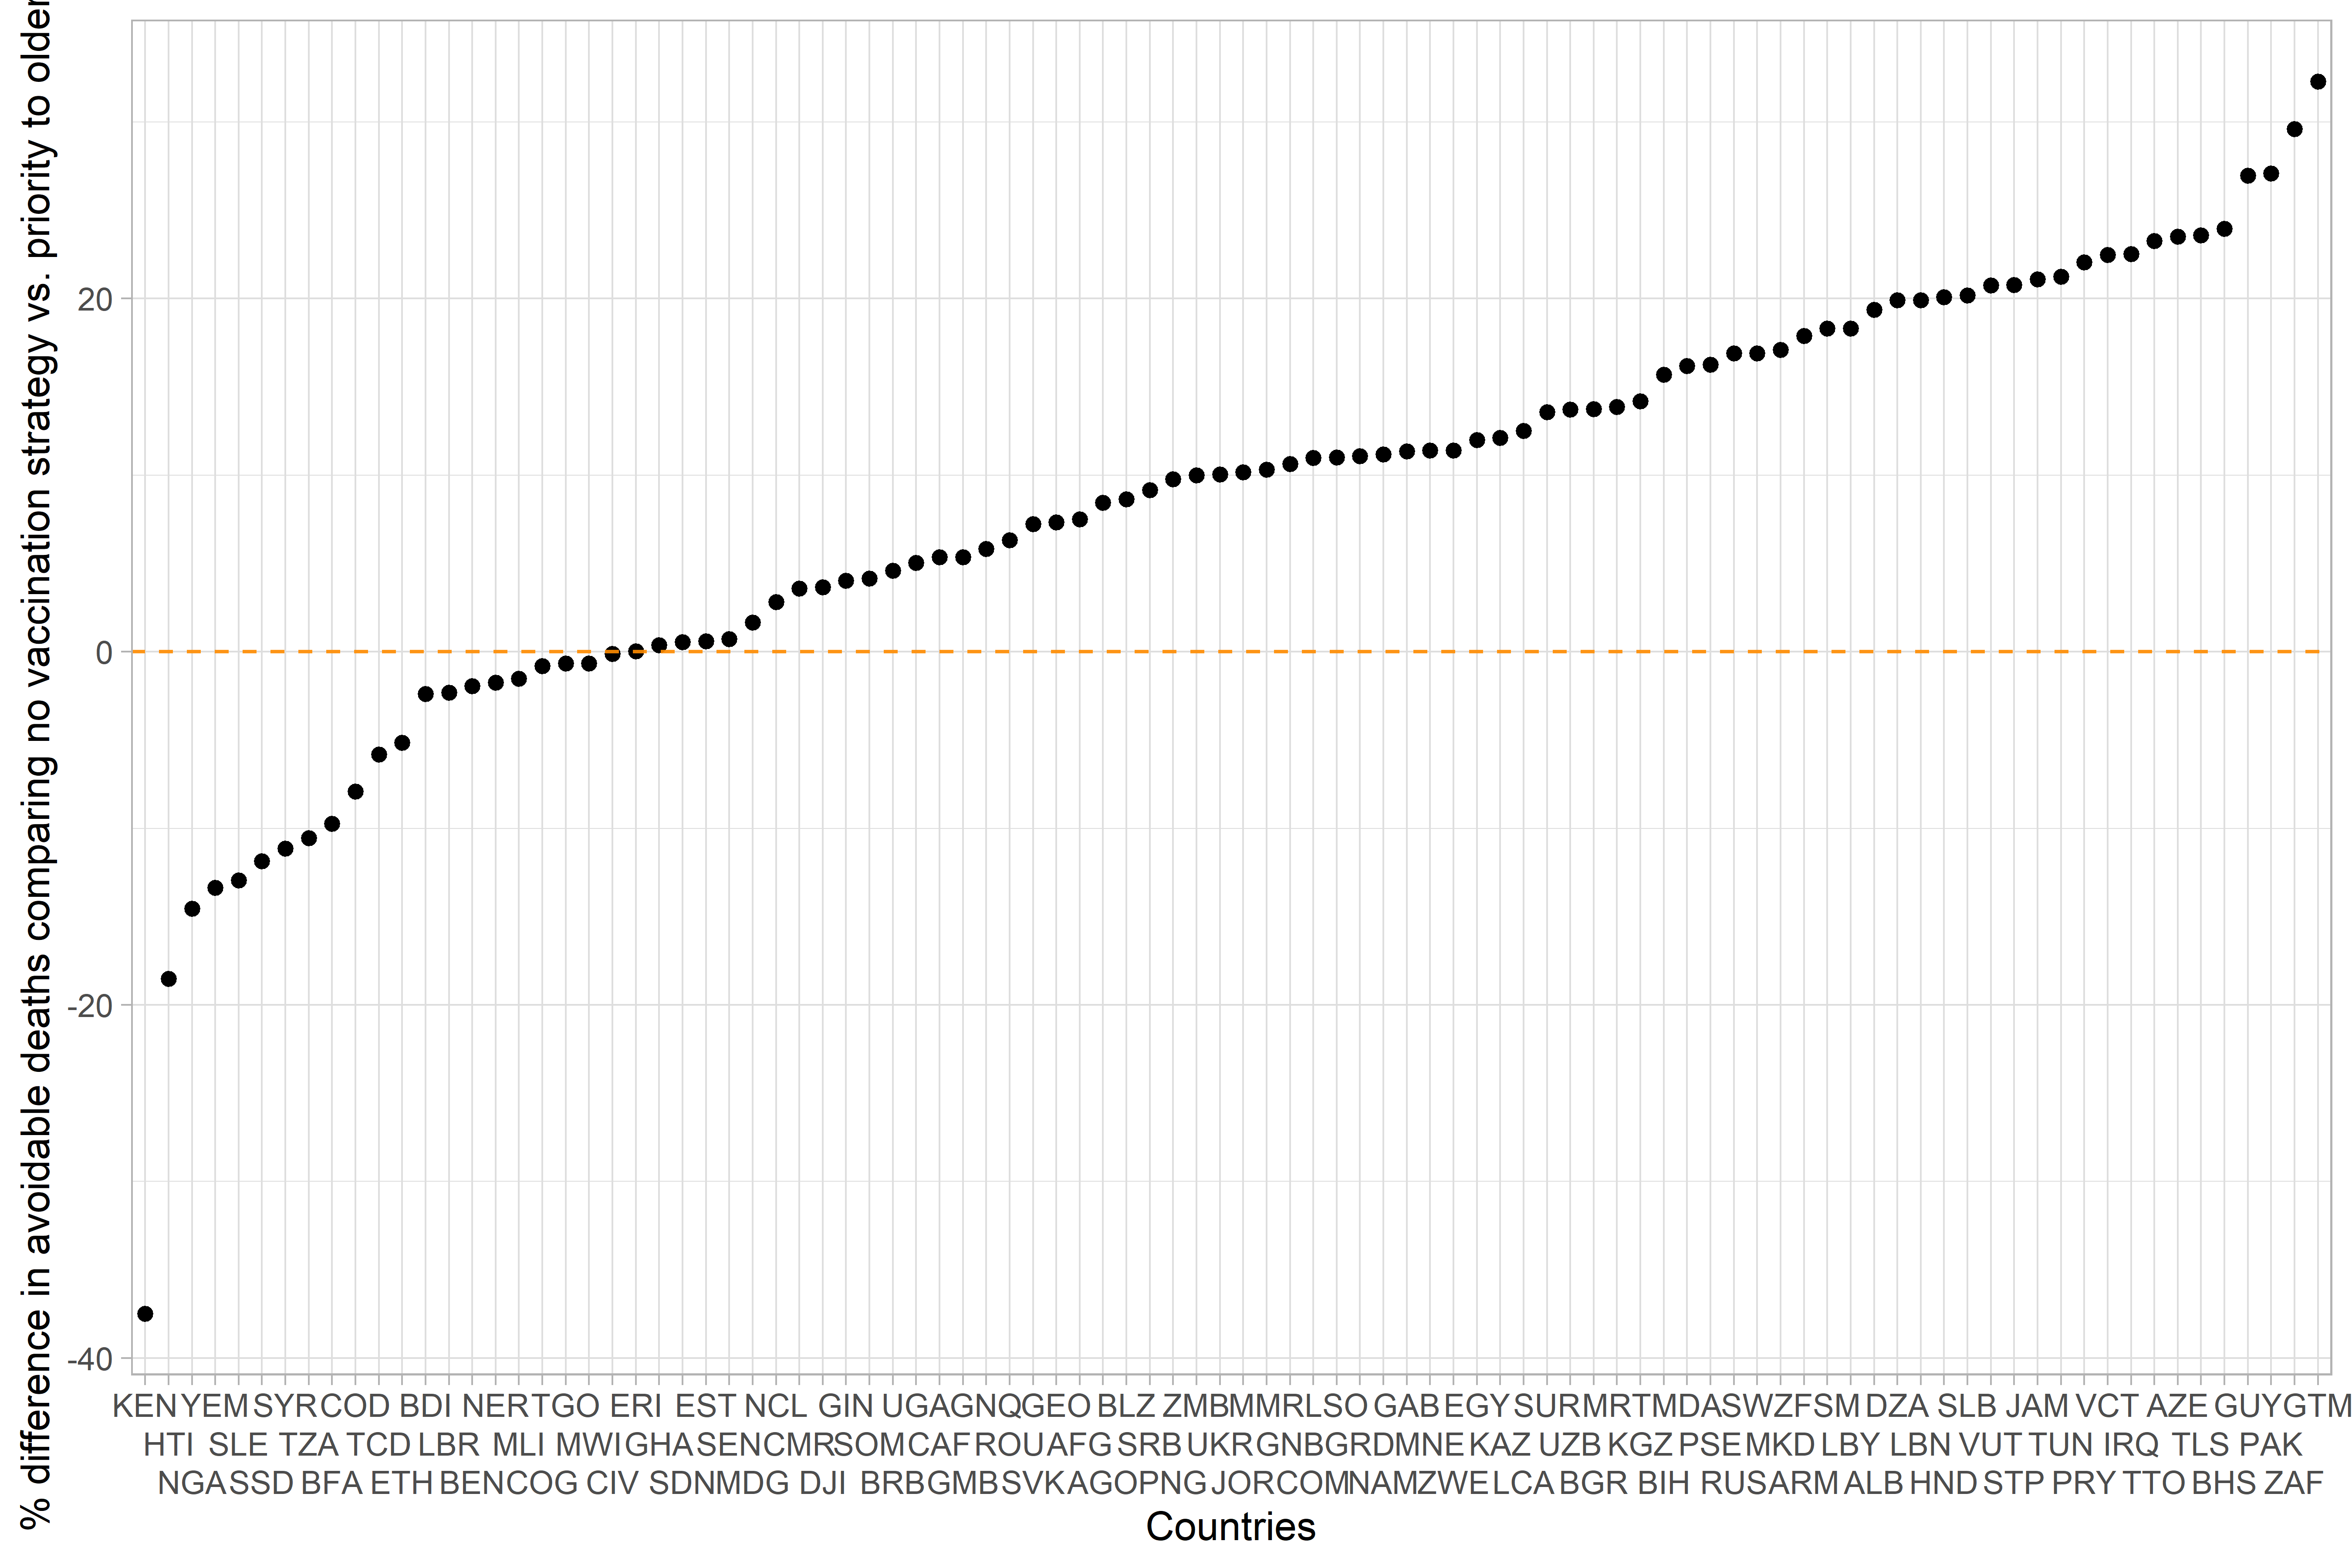 % difference in avoidable deaths comparing no vaccination strategy vs. priority to older
20
0
-20
-40
KEN YEM SYR COD BDI NER TGO ERI EST NCL GIN UGA GNQ GEO BLZ ZMB MMR LSO GAB EGY SUR MRT MDA SWZ FSM DZA SLB JAM VCT AZE GUY GTM
HTI SLE TZA TCD LBR MLI MWI GHA SEN CMR SOM CAF ROU AFG SRB UKR GNB GRD MNE KAZ UZB KGZ PSE MKD LBY LBN VUT TUN IRQ TLS PAK
NGA SSD BFA ETH BEN COG CIV SDN MDG DJI BRB GMB SVK AGO PNG JOR COM NAM ZWE LCA BGR BIH RUS ARM ALB HND STP PRY TTO BHS ZAF
Countries